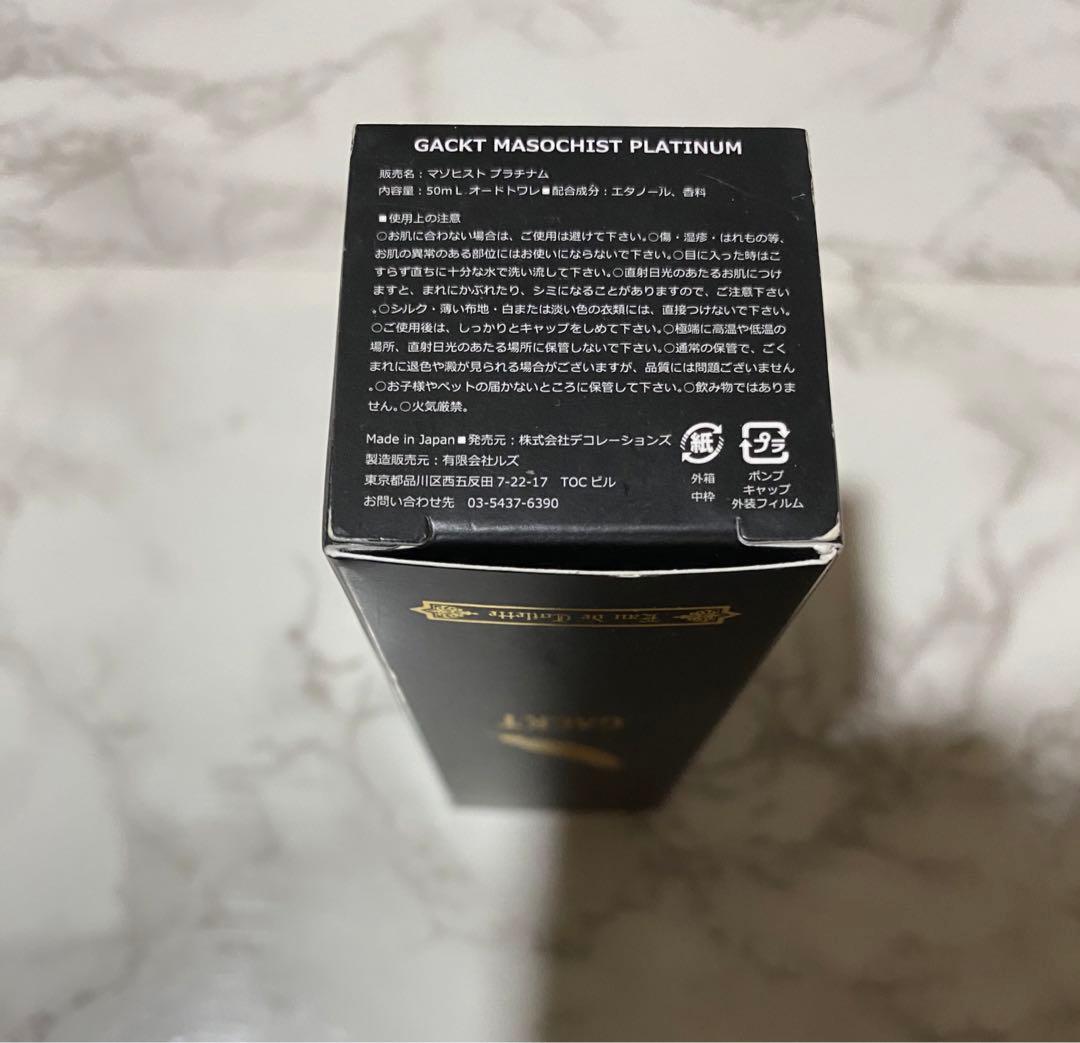 GACKT MASOCHIST PLATINUM
販売名：マゾヒスト プラチナム
内容量：50mL オードトワレ■配合成分：エタノール、香料
■使用上の注意
○お肌に合わない場合は、ご使用は避けて下さい。○傷・湿疹・はれもの等、
お肌の異常のある部位にはお使いにならないで下さい。○目に入った時はこ
すらず直ちに十分な水で洗い流して下さい。○直射日光のあたるお肌につけ
ますと、まれにかぶれたり、シミになることがありますので、ご注意下さい
。○シルク・薄い布地・白または淡い色の衣類には、直接つけないで下さい。
○ご使用後は、しっかりとキャップをしめて下さい。○極端に高温や低温の
場所、直射日光のあたる場所に保管しないで下さい。○通常の保管で、ごく
まれに退色や澱が見られる場合がございますが、品質には問題ございません
。○お子様やペットの届かないところに保管して下さい。○飲み物ではありま
せん。○火気厳禁。
Made in Japan■発売元：株式会社デコレーションズ
製造販売元：有限会社ルズ
東京都品川区西五反田 7-22-17 TOC ビル
お問い合わせ先 03-5437-6390
紙
外箱
中枠
プラ
ポンプ
キャップ
外装フィルム
Eau de Toilette
GACKT